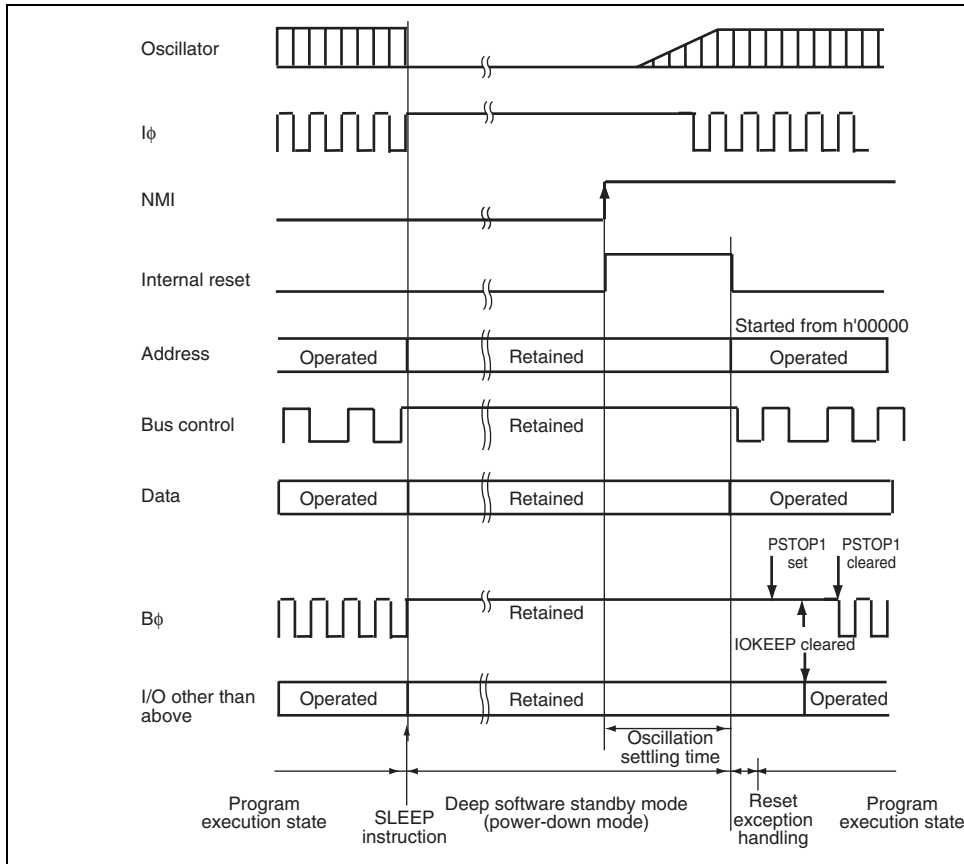 Oscillator
Iφ
NMI
Internal reset
Started from h'00000
Address
Operated
Retained
Operated
Bus control
Retained
Data
Operated
Retained
Operated
PSTOP1
set
PSTOP1
cleared
Bφ
Retained
IOKEEP cleared
I/O other than
above
Operated
Retained
Operated
Oscillation
settling time
Program
execution state
SLEEP
instruction
Deep software standby mode
(power-down mode)
Reset
exception
handling
Program
execution state